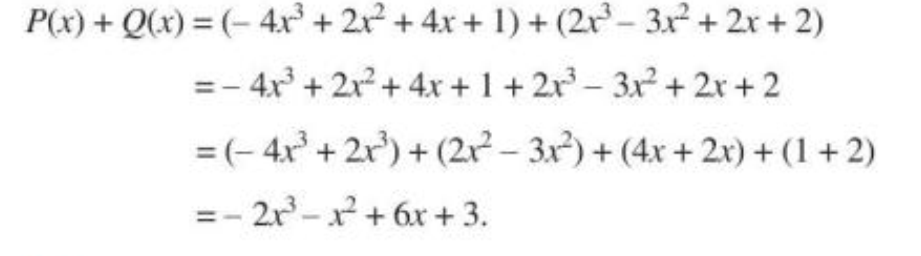 P(x) + Q(x) = (– 4x³ + 2x² + 4x + 1) + (2x³ – 3x² + 2x + 2)
= – 4x³ + 2x² + 4x + 1 + 2x³ – 3x² + 2x + 2
= (– 4x³ + 2x³) + (2x² – 3x²) + (4x + 2x) + (1 + 2)
= – 2x³ – x² + 6x + 3.